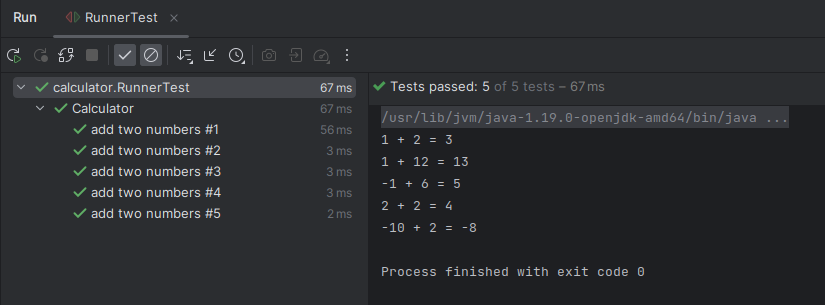 Run RunnerTest
Tests passed: 5 of 5 tests – 67 ms
calculator.RunnerTest 67 ms
Calculator 67 ms
add two numbers #1 56 ms
add two numbers #2 3 ms
add two numbers #3 3 ms
add two numbers #4 3 ms
add two numbers #5 2 ms
/usr/lib/jvm/java-1.19.0-openjdk-amd64/bin/java ...
1 + 2 = 3
1 + 12 = 13
-1 + 6 = 5
2 + 2 = 4
-10 + 2 = -8
Process finished with exit code 0